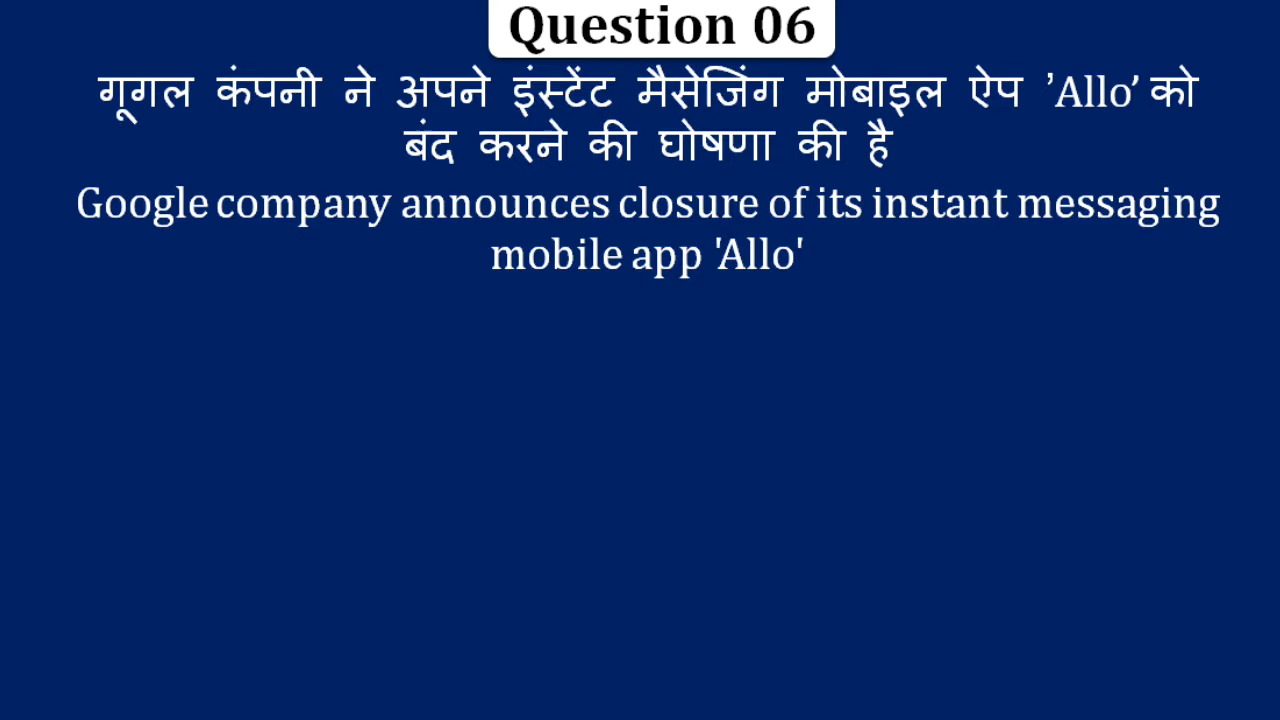 Question 06
गूगल कंपनी ने अपने इंस्टेंट मैसेजिंग मोबाइल ऐप ’Allo’ को
बंद करने की घोषणा की है
Google company announces closure of its instant messaging
mobile app 'Allo'